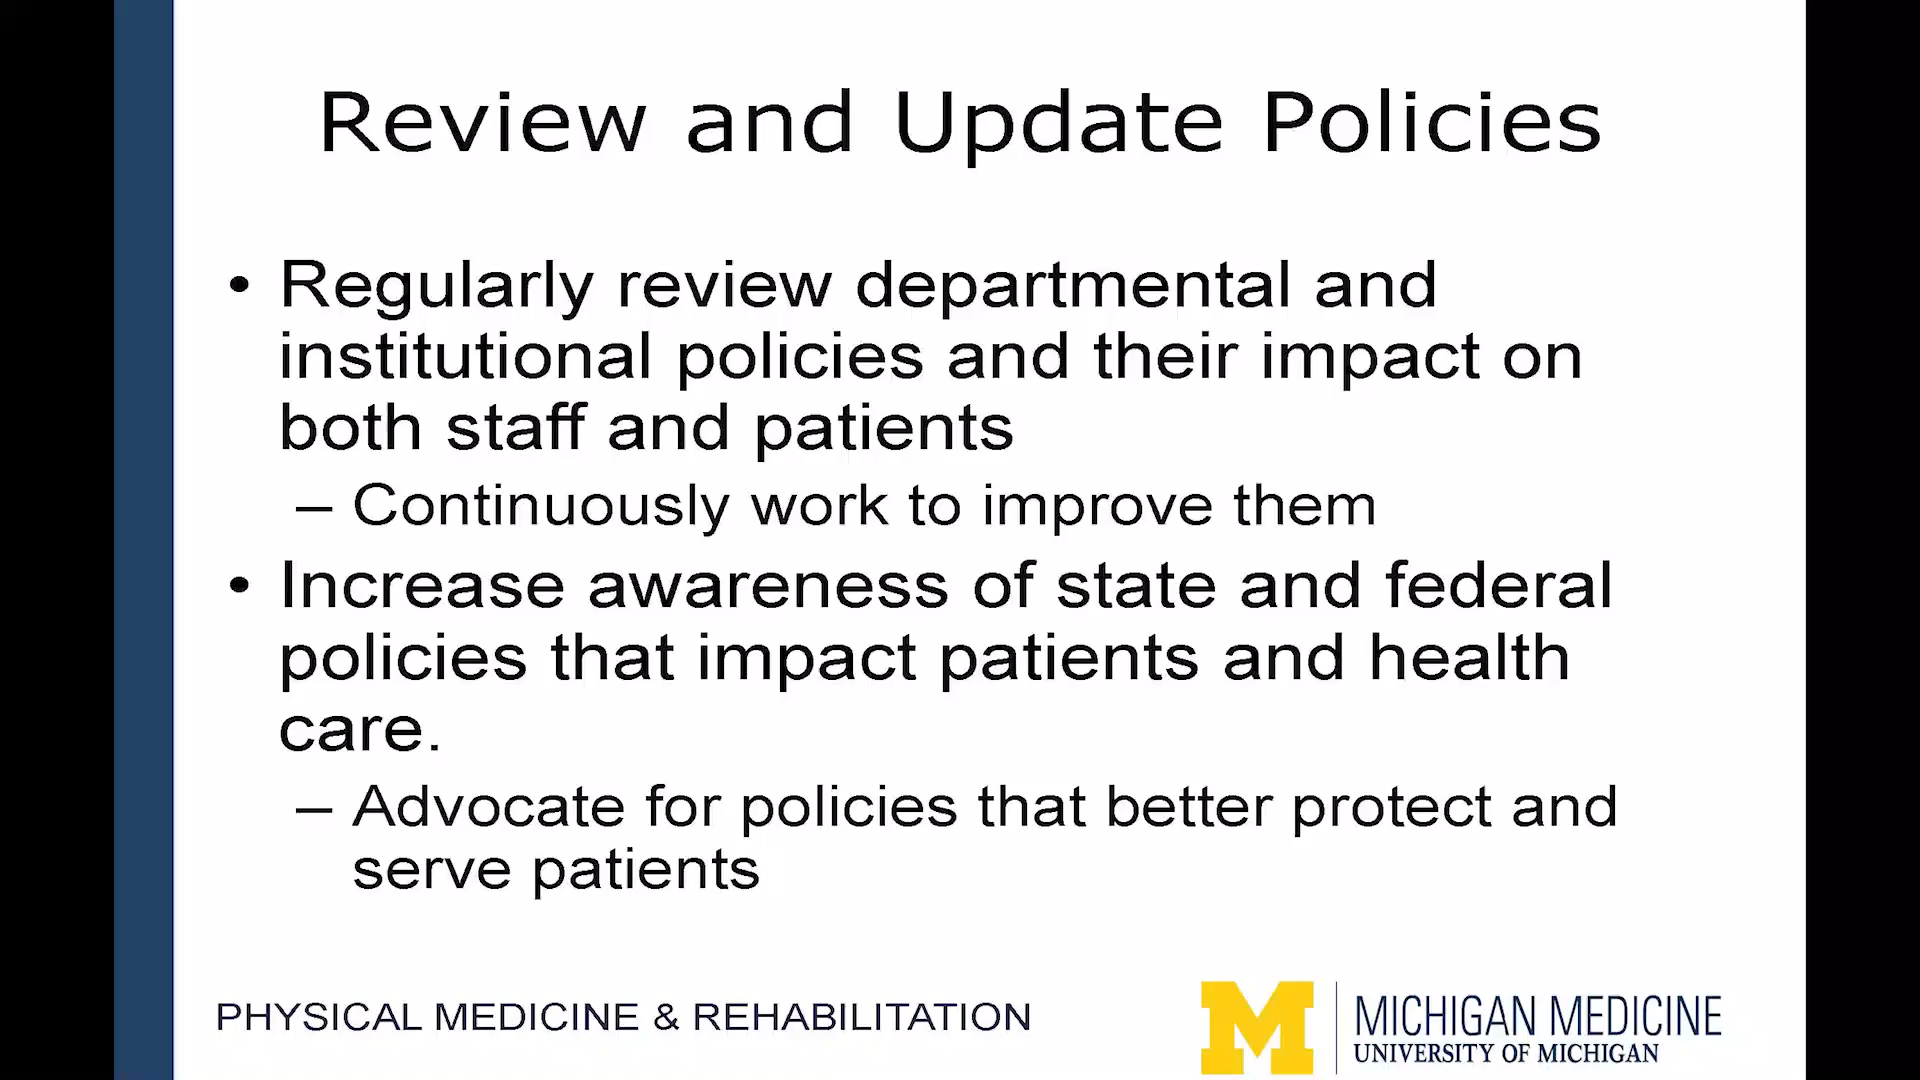 Review and Update Policies
• Regularly review departmental and
institutional policies and their impact on
both staff and patients
– Continuously work to improve them
• Increase awareness of state and federal
policies that impact patients and health
care.
– Advocate for policies that better protect and
serve patients
PHYSICAL MEDICINE & REHABILITATION
M
MICHIGAN MEDICINE
UNIVERSITY OF MICHIGAN